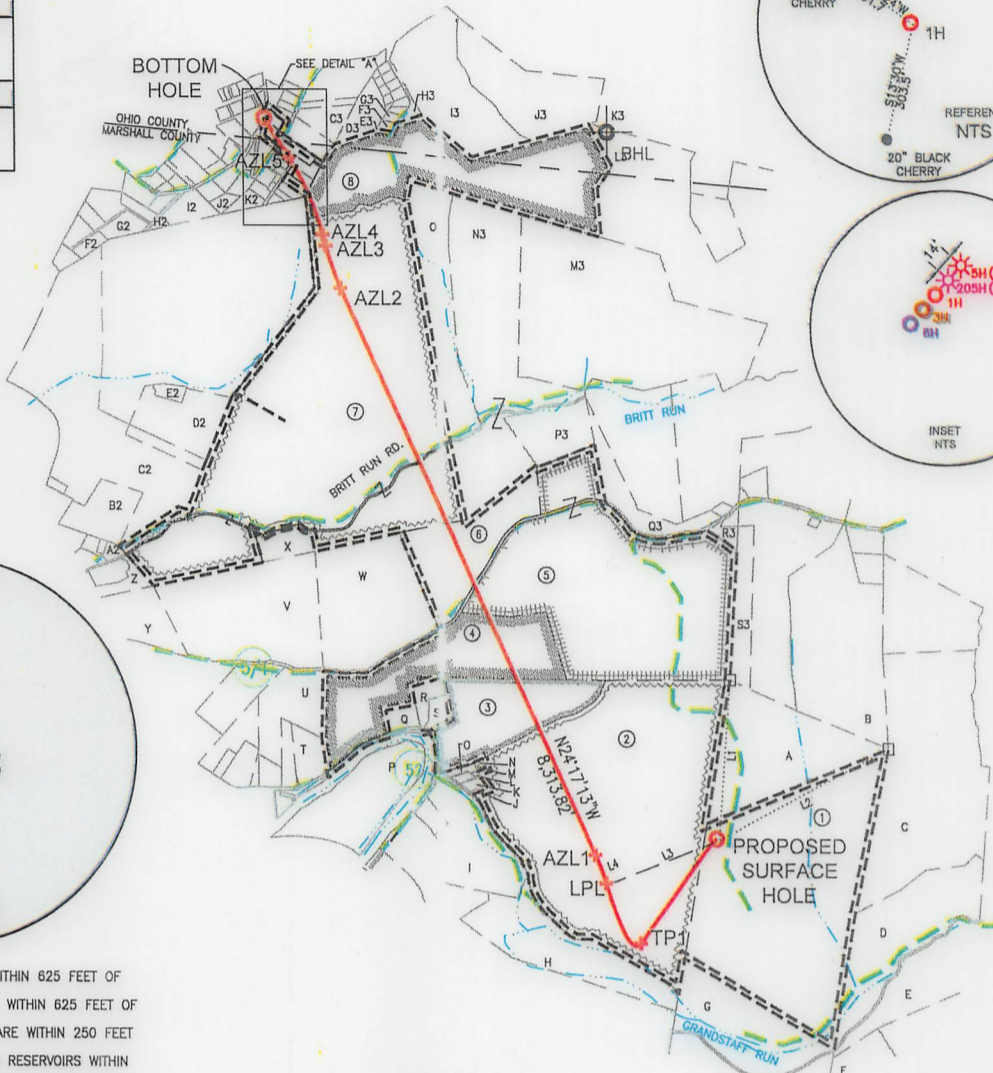 BOTTOM
HOLE
SEE DETAIL "A"
OHIO COUNTY
MARSHALL COUNTY
C3
D3
E3
F3
G3
H3
I3
J3
K3
BHL
AZL5
AZL4
AZL3
AZL2
F2
G2
H2
I2
J2
K2
8
O
N3
M3
E2
D2
C2
B2
7
BRITT RUN RD.
BRITT RUN
P3
Q3
R3
S3
6
5
4
3
2
1
X
W
V
Z
Y
U
T
R
S
Q
P
O
N
M
L
K
J
I
H
G
A
B
C
D
E
F
L1
L2
L3
L4
N24°17'13"W
8,313.82'
AZL1
LPL
TP1
PROPOSED
SURFACE
HOLE
GRANDSTAFF RUN
CHERRY
1H
303.5'
REFEREN
NTS
20" BLACK
CHERRY
14'
5H
205H
1H
3H
6H
INSET
NTS
ITHIN 625 FEET OF
WITHIN 625 FEET OF
ARE WITHIN 250 FEET
RESERVOIRS WITHIN